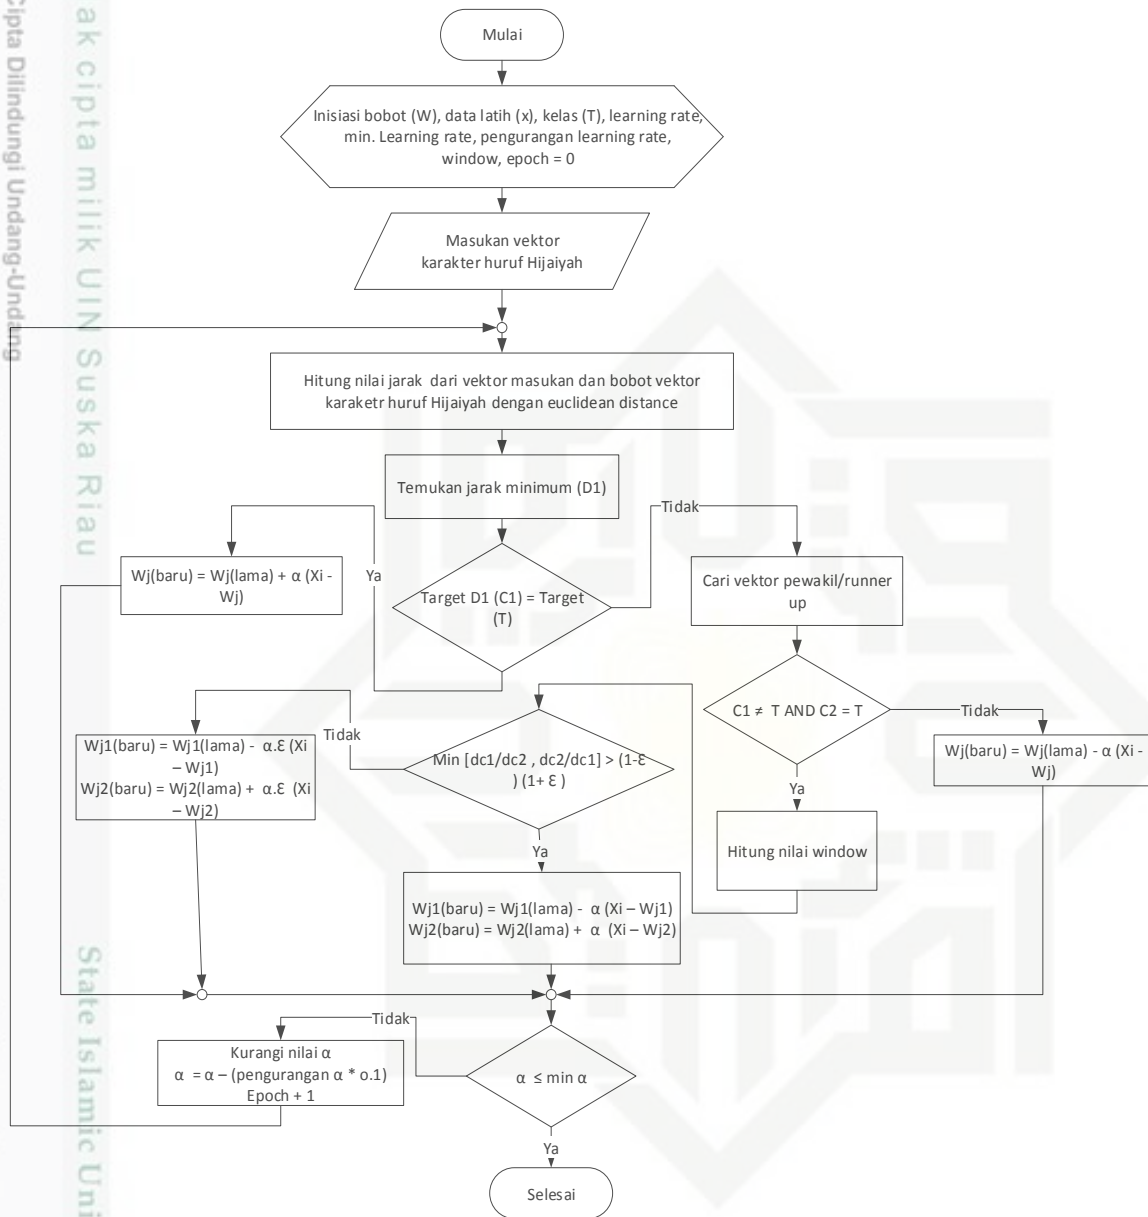 Mulai
Inisiasi bobot (W), data latih (x), kelas (T), learning rate,
min. Learning rate, pengurangan learning rate,
window, epoch = 0
Masukan vektor
karakter huruf Hijaiyah
Hitung nilai jarak dari vektor masukan dan bobot vektor
karaketr huruf Hijaiyah dengan euclidean distance
Temukan jarak minimum (D1)
Tidak
Ya
Wj(baru) = Wj(lama) + α (Xi -
Wj)
Target D1 (C1) = Target
(T)
Cari vektor pewakil/runner
up
C1 ≠ T AND C2 = T
Tidak
Wj(baru) = Wj(lama) - α (Xi -
Wj)
Ya
Hitung nilai window
Min [dc1/dc2 , dc2/dc1] > (1-Ɛ
) (1+ Ɛ )
Tidak
Wj1(baru) = Wj1(lama) - α.Ɛ (Xi
– Wj1)
Wj2(baru) = Wj2(lama) + α.Ɛ (Xi
– Wj2)
Ya
Wj1(baru) = Wj1(lama) - α (Xi – Wj1)
Wj2(baru) = Wj2(lama) + α (Xi – Wj2)
α ≤ min α
Tidak
Kurangi nilai α
α = α – (pengurangan α * o.1)
Epoch + 1
Ya
Selesai
ak cipta milik UIN Suska Riau
State Islamic Uni
Cipta Dilindungi Undang-Undang